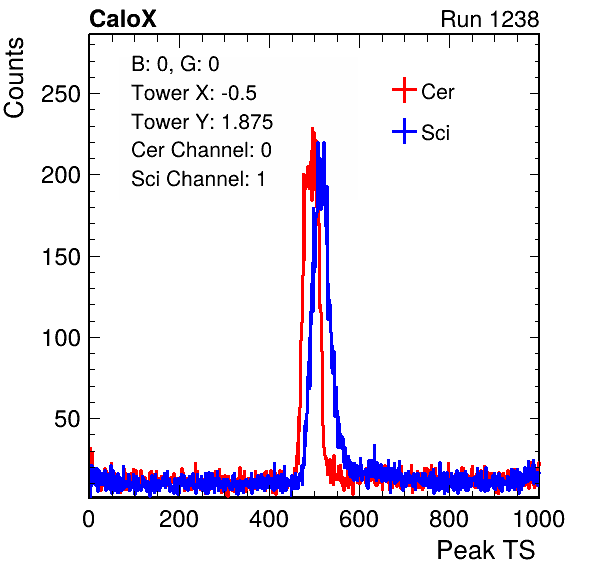 CaloX Run 1238
Counts
B: 0, G: 0
Tower X: -0.5
Tower Y: 1.875
Cer Channel: 0
Sci Channel: 1
Cer
Sci
250
200
150
100
50
0 200 400 600 800 1000
Peak TS